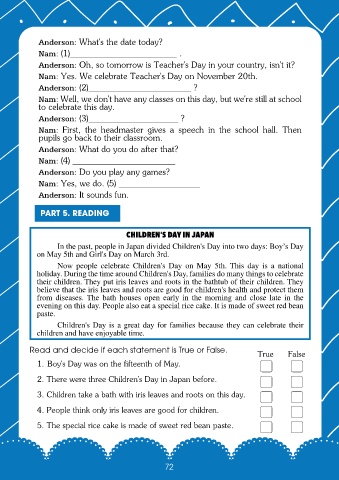 Anderson: What's the date today?
Nam: (1)_________________________ .
Anderson: Oh, so tomorrow is Teacher's Day in your country, isn't it?
Nam: Yes. We celebrate Teacher's Day on November 20th.
Anderson: (2)_________________________ ?
Nam: Well, we don't have any classes on this day, but we're still at school
to celebrate this day.
Anderson: (3)______________________ ?
Nam: First, the headmaster gives a speech in the school hall. Then
pupils go back to their classroom.
Anderson: What do you do after that?
Nam: (4) _________________________
Anderson: Do you play any games?
Nam: Yes, we do. (5) ____________________
Anderson: It sounds fun.
PART 5. READING
CHILDREN'S DAY IN JAPAN
In the past, people in Japan divided Children's Day into two days: Boy's Day
on May 5th and Girl's Day on March 3rd.
Now people celebrate Children's Day on May 5th. This day is a national
holiday. During the time around Children's Day, families do many things to celebrate
their children. They put iris leaves and roots in the bathtub of their children. They
believe that the iris leaves and roots are good for children's health and protect them
from diseases. The bath houses open early in the morning and close late in the
evening on this day. People also eat a special rice cake. It is made of sweet red bean
paste.
Children's Day is a great day for families because they can celebrate their
children and have enjoyable time.
Read and decide if each statement is True or False.
True False
1. Boy's Day was on the fifteenth of May.
2. There were three Children's Day in Japan before.
3. Children take a bath with iris leaves and roots on this day.
4. People think only iris leaves are good for children.
5. The special rice cake is made of sweet red bean paste.
72